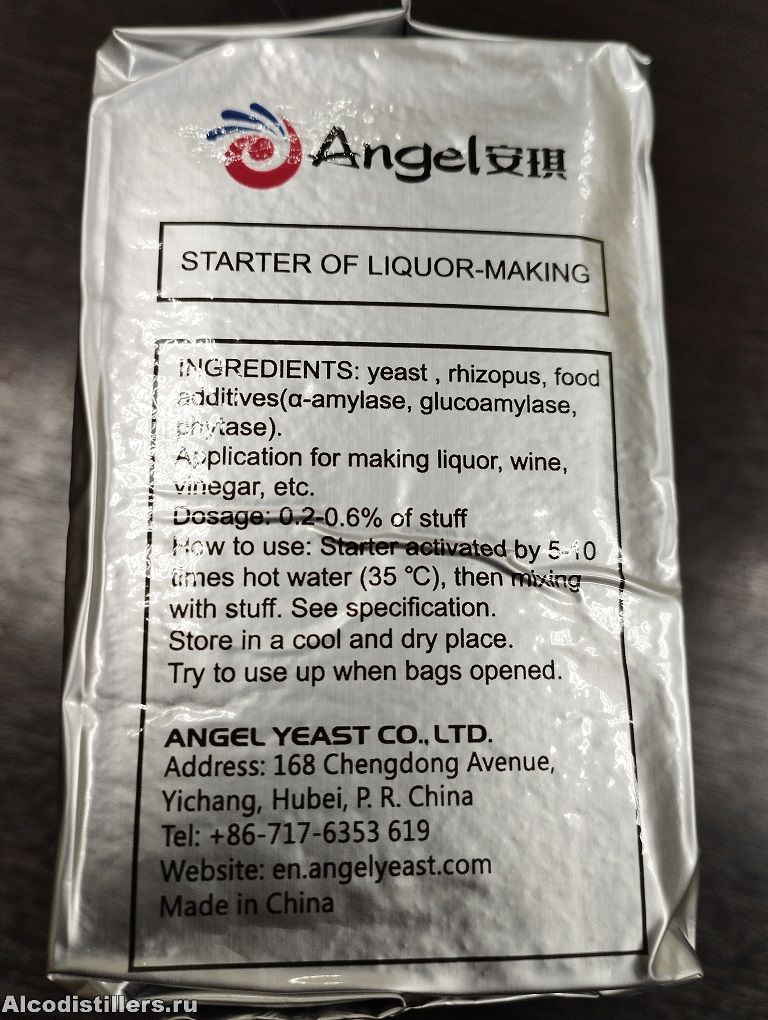 Angel安琪
STARTER OF LIQUOR-MAKING
INGREDIENTS: yeast , rhizopus, food
additives(α-amylase, glucoamylase,
phytase).
Application for making liquor, wine,
vinegar, etc.
Dosage: 0.2-0.6% of stuff
How to use: Starter activated by 5-10
times hot water (35 ℃), then mixing
with stuff. See specification.
Store in a cool and dry place.
Try to use up when bags opened.
ANGEL YEAST CO., LTD.
Address: 168 Chengdong Avenue,
Yichang, Hubei, P. R. China
Tel: +86-717-6353 619
Website: en.angelyeast.com
Made in China
Alcodistillers.ru